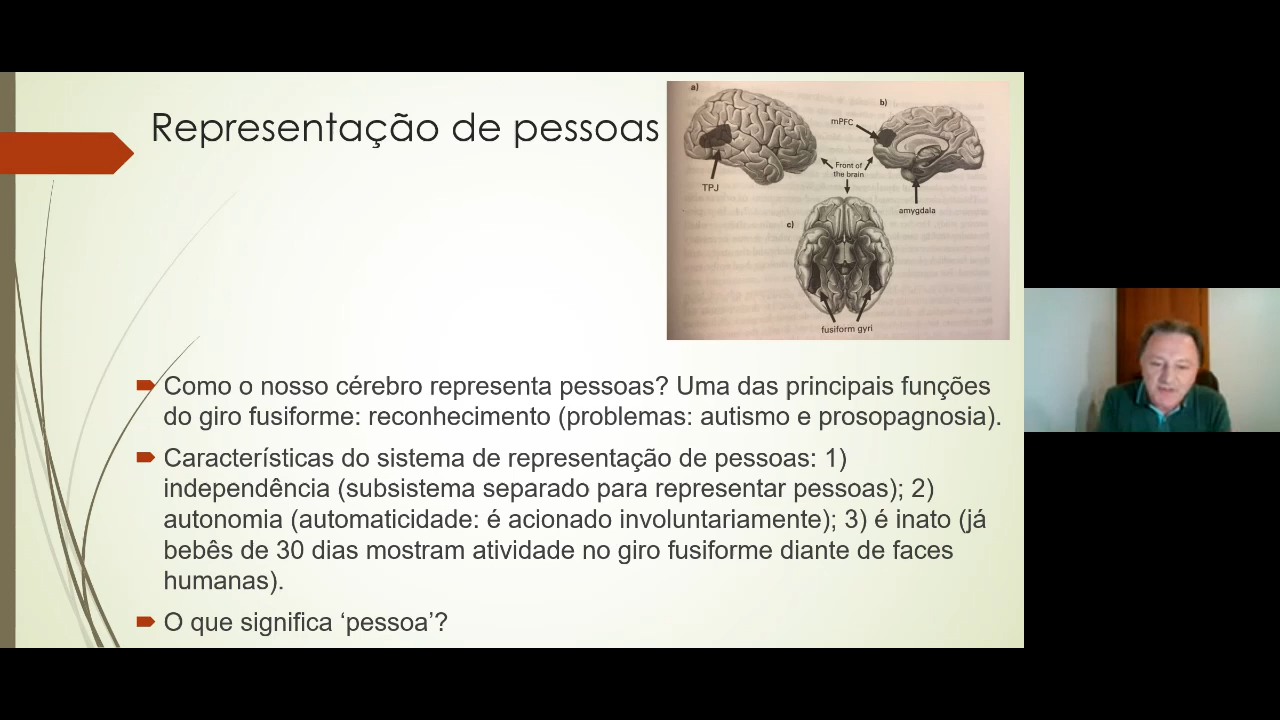 Representação de pessoas
a)
b)
mPFC
Front of
the brain
TPJ
amygdala
c)
fusiform gyri
Como o nosso cérebro representa pessoas? Uma das principais funções
do giro fusiforme: reconhecimento (problemas: autismo e prosopagnosia).
Características do sistema de representação de pessoas: 1)
independência (subsistema separado para representar pessoas); 2)
autonomia (automaticidade: é acionado involuntariamente); 3) é inato (já
bebês de 30 dias mostram atividade no giro fusiforme diante de faces
humanas).
O que significa ‘pessoa’?